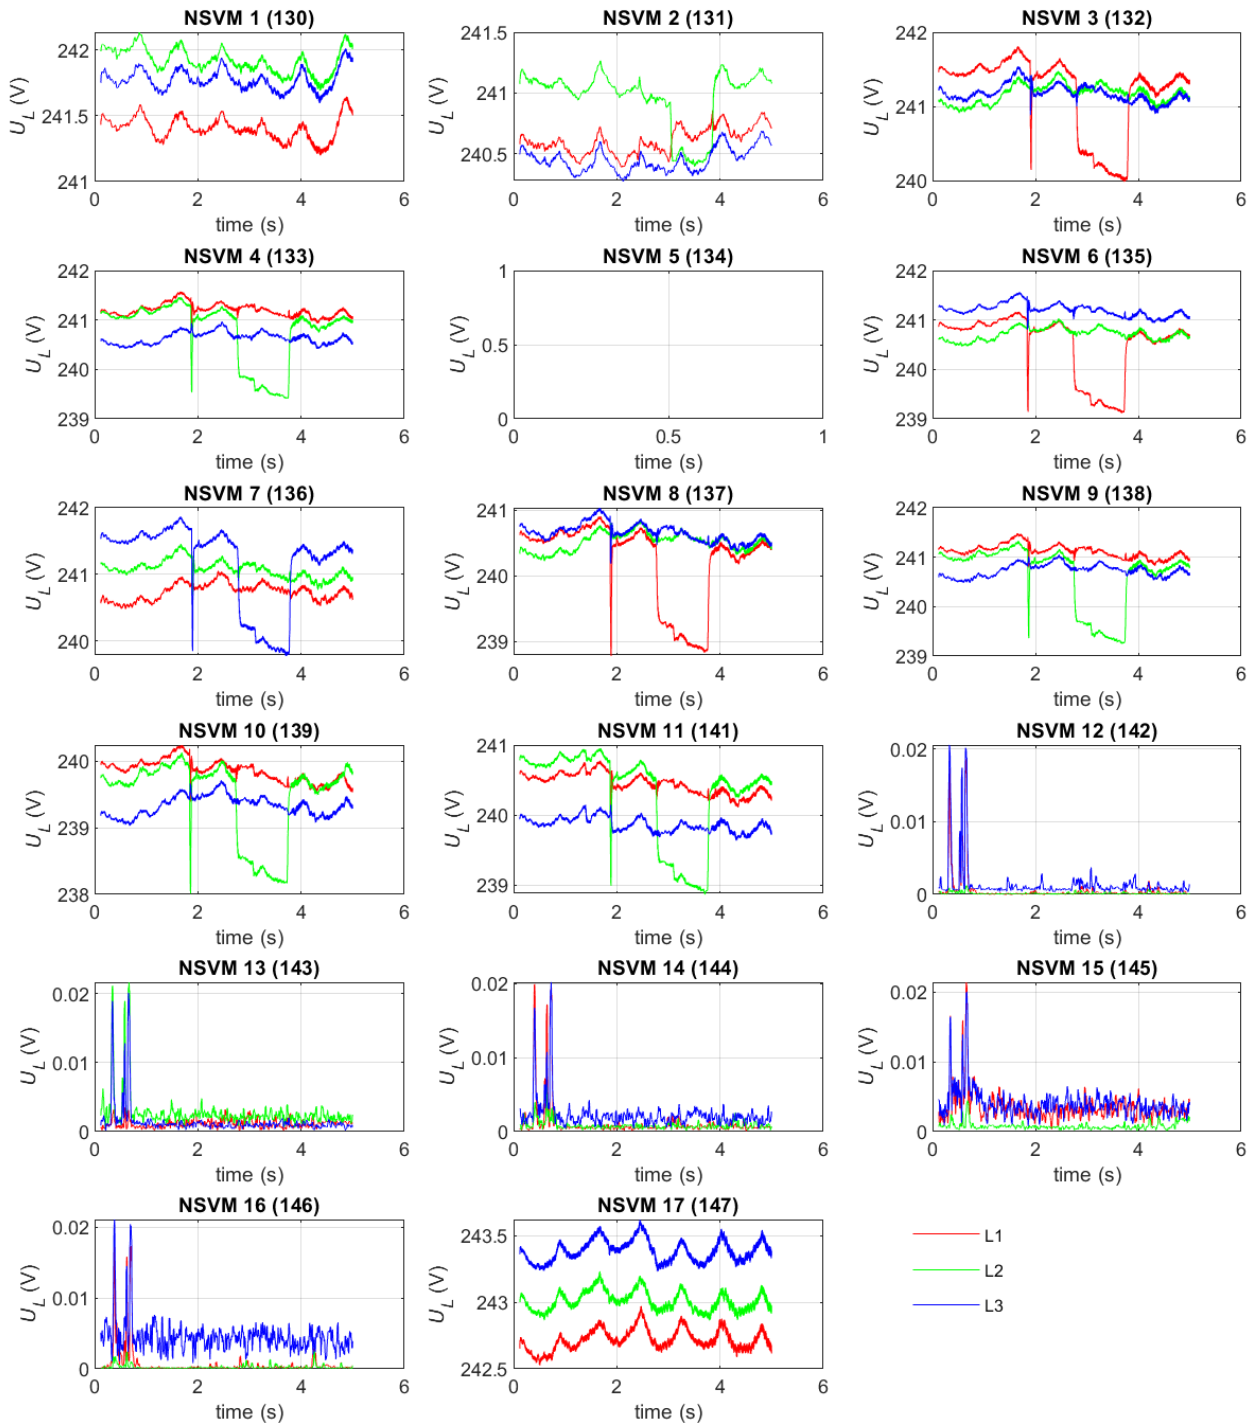 NSVM 1 (130)
242
241.5
241
U_L (V)
0 2 4 6
time (s)
NSVM 2 (131)
241.5
241
240.5
U_L (V)
0 2 4 6
time (s)
NSVM 3 (132)
242
241
240
U_L (V)
0 2 4 6
time (s)
NSVM 4 (133)
242
241
240
239
U_L (V)
0 2 4 6
time (s)
NSVM 5 (134)
1
0.5
0
U_L (V)
0 0.5 1
time (s)
NSVM 6 (135)
242
241
240
239
U_L (V)
0 2 4 6
time (s)
NSVM 7 (136)
242
241
240
U_L (V)
0 2 4 6
time (s)
NSVM 8 (137)
241
240
239
U_L (V)
0 2 4 6
time (s)
NSVM 9 (138)
242
241
240
239
U_L (V)
0 2 4 6
time (s)
NSVM 10 (139)
240
239
238
U_L (V)
0 2 4 6
time (s)
NSVM 11 (141)
241
240
239
U_L (V)
0 2 4 6
time (s)
NSVM 12 (142)
0.02
0.01
0
U_L (V)
0 2 4 6
time (s)
NSVM 13 (143)
0.02
0.01
0
U_L (V)
0 2 4 6
time (s)
NSVM 14 (144)
0.02
0.01
0
U_L (V)
0 2 4 6
time (s)
NSVM 15 (145)
0.02
0.01
0
U_L (V)
0 2 4 6
time (s)
NSVM 16 (146)
0.02
0.01
0
U_L (V)
0 2 4 6
time (s)
NSVM 17 (147)
243.5
243
242.5
U_L (V)
0 2 4 6
time (s)
L1
L2
L3